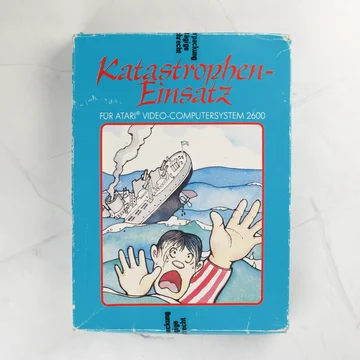 Katastrophen-
Einsatz
FÜR ATARI® VIDEO-COMPUTERSYSTEM 2600